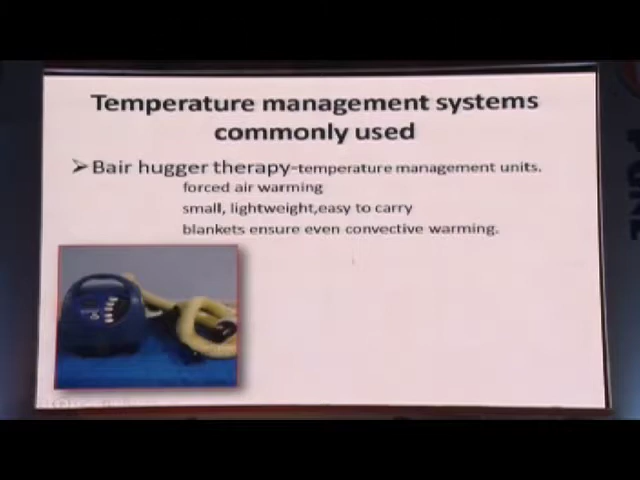 Temperature management systems
commonly used
➢ Bair hugger therapy-temperature management units.
forced air warming
small, lightweight,easy to carry
blankets ensure even convective warming.